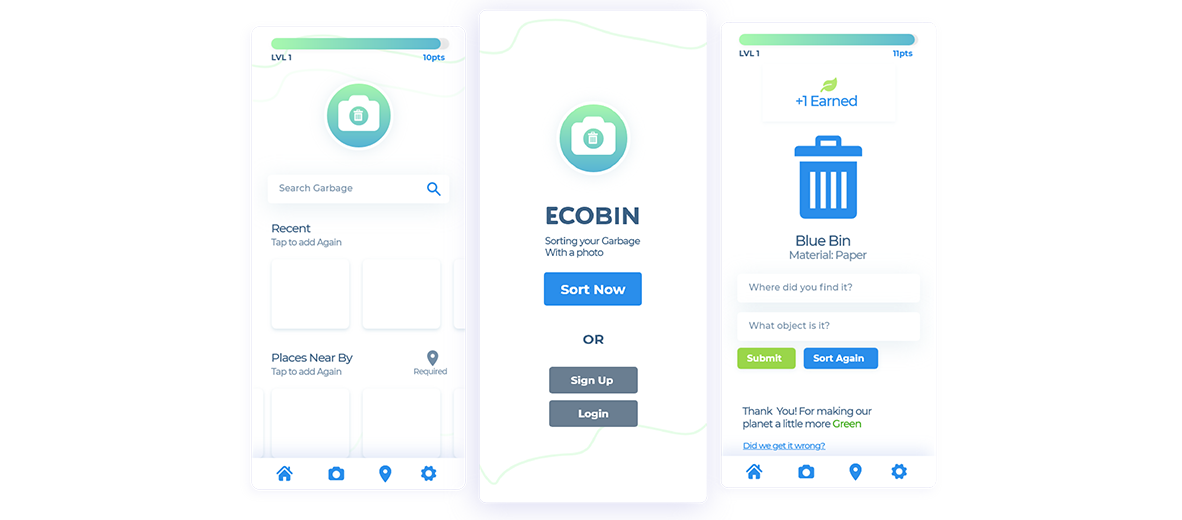 LVL 1
10pts
Search Garbage
Recent
Tap to add Again
Places Near By
Tap to add Again
Required
ECOBIN
Sorting your Garbage
With a photo
Sort Now
OR
Sign Up
Login
LVL 1
11pts
+1 Earned
Blue Bin
Material: Paper
Where did you find it?
What object is it?
Submit
Sort Again
Thank You! For making our
planet a little more Green
Did we get it wrong?